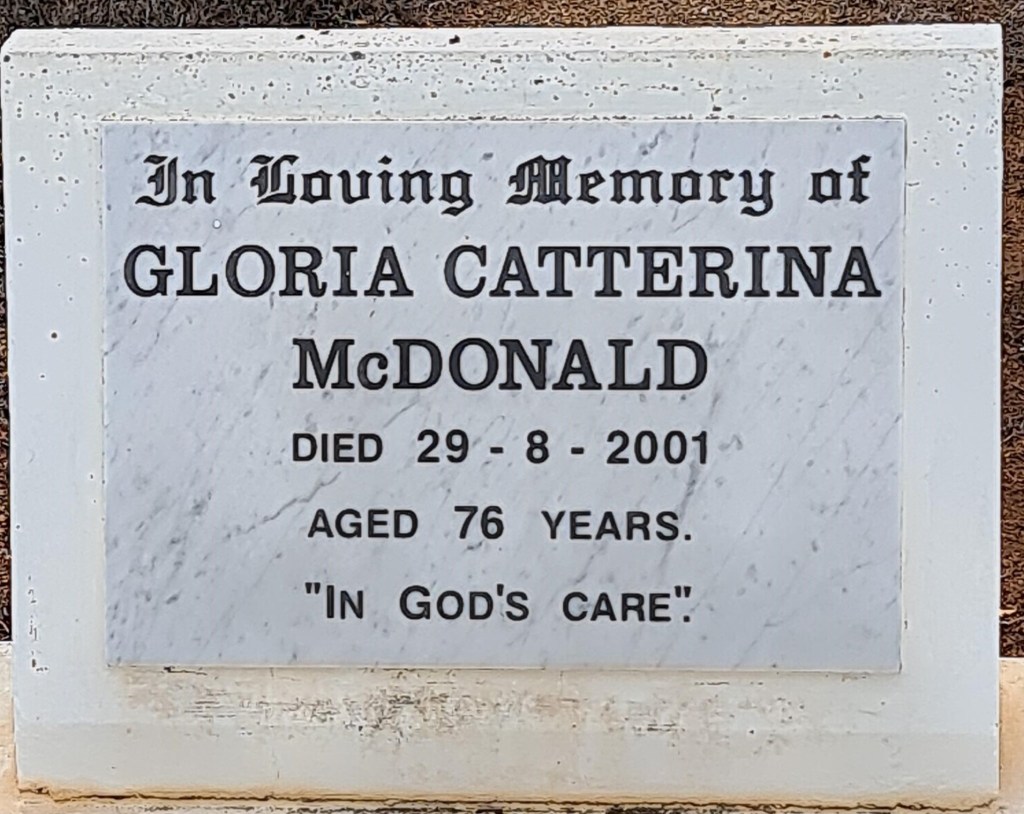 In Loving Memory of
GLORIA CATTERINA
McDONALD
DIED 29 - 8 - 2001
AGED 76 YEARS.
"IN GOD'S CARE".